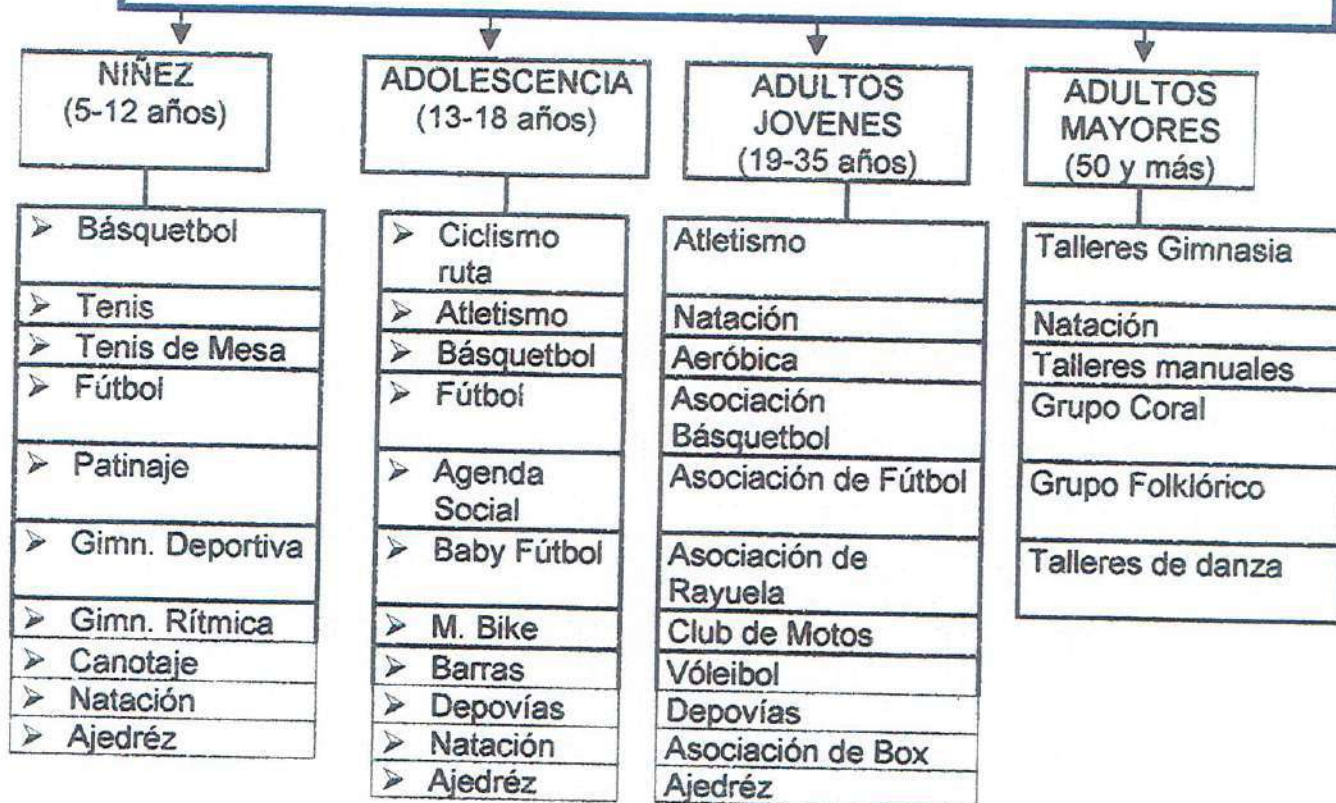 NIÑEZ
(5-12 años)
Básquetbol
Tenis
Tenis de Mesa
Fútbol
Patinaje
Gimn. Deportiva
Gimn. Rítmica
Canotaje
Natación
Ajedréz
ADOLESCENCIA
(13-18 años)
Ciclismo
ruta
Atletismo
Básquetbol
Fútbol
Agenda
Social
Baby Fútbol
M. Bike
Barras
Depovías
Natación
Ajedréz
ADULTOS
JOVENES
(19-35 años)
Atletismo
Natación
Aeróbica
Asociación
Básquetbol
Asociación de Fútbol
Asociación de
Rayuela
Club de Motos
Vóleibol
Depovías
Asociación de Box
Ajedréz
ADULTOS
MAYORES
(50 y más)
Talleres Gimnasia
Natación
Talleres manuales
Grupo Coral
Grupo Folklórico
Talleres de danza